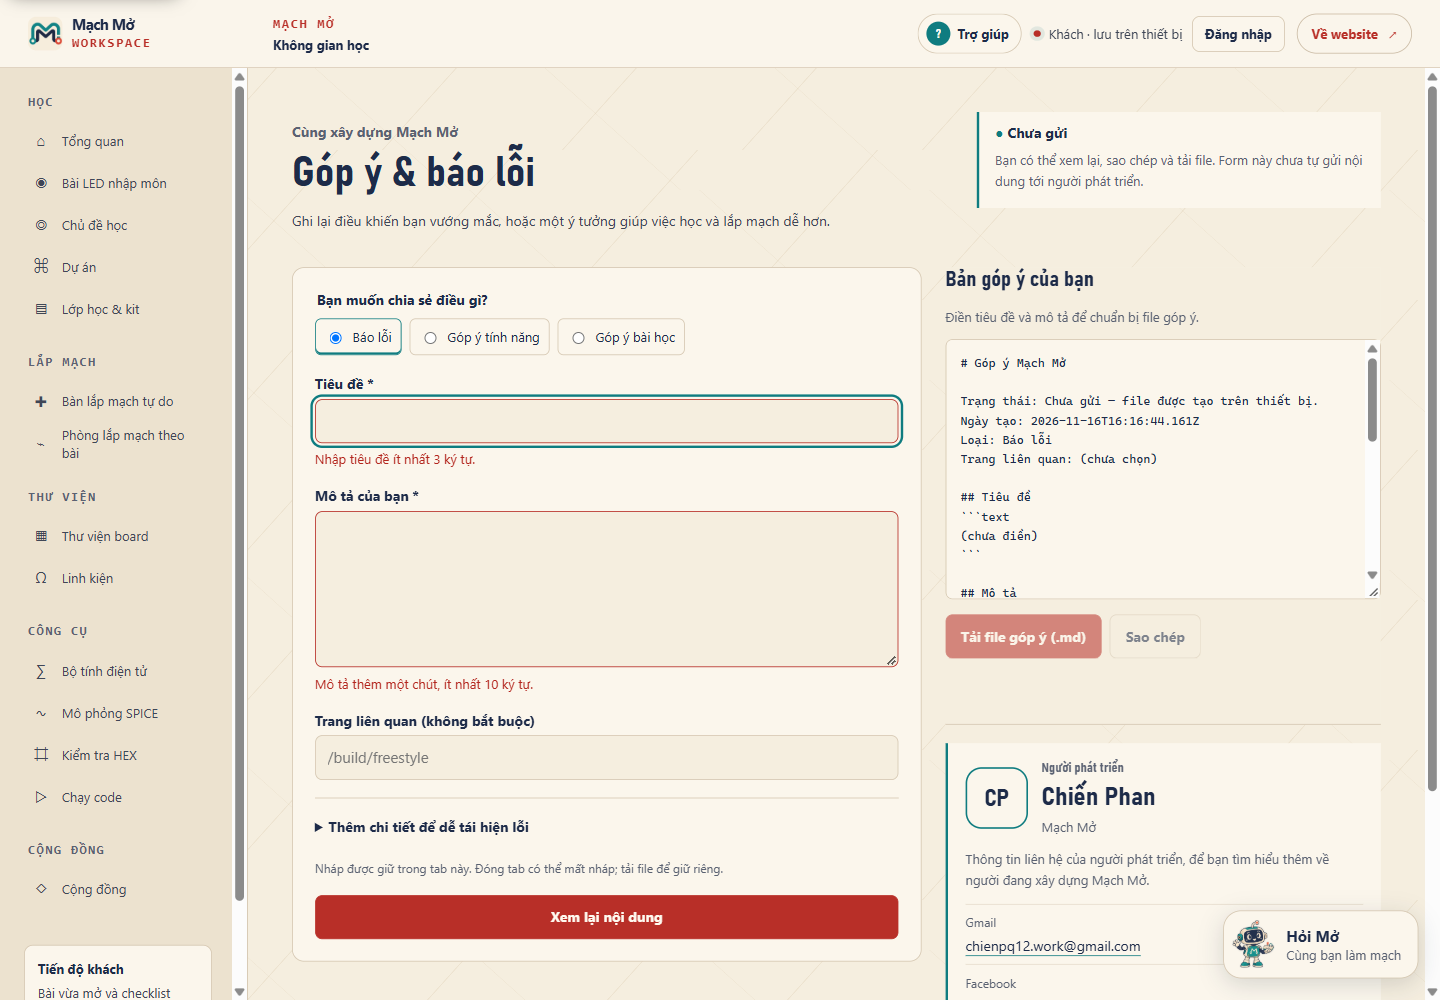 Mạch Mở
WORKSPACE
MẠCH MỞ
Không gian học
? Trợ giúp
Khách · lưu trên thiết bị
Đăng nhập
Về website ↗
HỌC
Tổng quan
Bài LED nhập môn
Chủ đề học
Dự án
Lớp học & kit
LẮP MẠCH
Bàn lắp mạch tự do
Phòng lắp mạch theo
bài
THƯ VIỆN
Thư viện board
Linh kiện
CÔNG CỤ
Bộ tính điện tử
Mô phỏng SPICE
Kiểm tra HEX
Chạy code
CỘNG ĐỒNG
Cộng đồng
Tiến độ khách
Bài vừa mở và checklist
Cùng xây dựng Mạch Mở
Góp ý & báo lỗi
Ghi lại điều khiến bạn vướng mắc, hoặc một ý tưởng giúp việc học và lắp mạch dễ hơn.
Chưa gửi
Bạn có thể xem lại, sao chép và tải file. Form này chưa tự gửi nội
dung tới người phát triển.
Bạn muốn chia sẻ điều gì?
Báo lỗi
Góp ý tính năng
Góp ý bài học
Tiêu đề *
Nhập tiêu đề ít nhất 3 ký tự.
Mô tả của bạn *
Mô tả thêm một chút, ít nhất 10 ký tự.
Trang liên quan (không bắt buộc)
/build/freestyle
Thêm chi tiết để dễ tái hiện lỗi
Nháp được giữ trong tab này. Đóng tab có thể mất nháp; tải file để giữ riêng.
Xem lại nội dung
Bản góp ý của bạn
Điền tiêu đề và mô tả để chuẩn bị file góp ý.
# Góp ý Mạch Mở
Trạng thái: Chưa gửi — file được tạo trên thiết bị.
Ngày tạo: 2026-11-16T16:16:44.161Z
Loại: Báo lỗi
Trang liên quan: (chưa chọn)
## Tiêu đề
```text
(chưa điền)
```
## Mô tả
Tải file góp ý (.md)
Sao chép
CP
Người phát triển
Chiến Phan
Mạch Mở
Thông tin liên hệ của người phát triển, để bạn tìm hiểu thêm về
người đang xây dựng Mạch Mở.
Gmail
chienpq12.work@gmail.com
Facebook
Hỏi Mở
Cùng bạn làm mạch